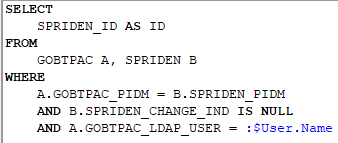 SELECT
SPRIDEN_ID AS ID
FROM
GOBTPAC A, SPRIDEN B
WHERE
A.GOBTPAC_PIDM = B.SPRIDEN_PIDM
AND B.SPRIDEN_CHANGE_IND IS NULL
AND A.GOBTPAC_LDAP_USER = :$User.Name